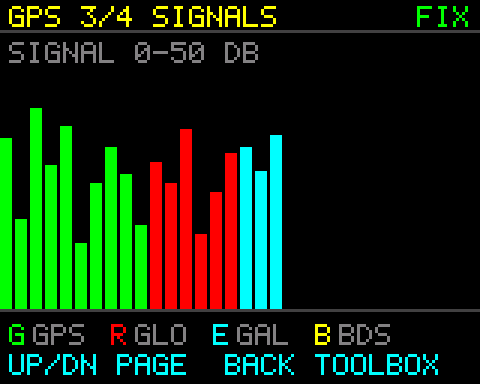 GPS 3/4 SIGNALS FIX
SIGNAL 0-50 DB
G GPS R GLO E GAL B BDS
UP/DN PAGE BACK TOOLBOX